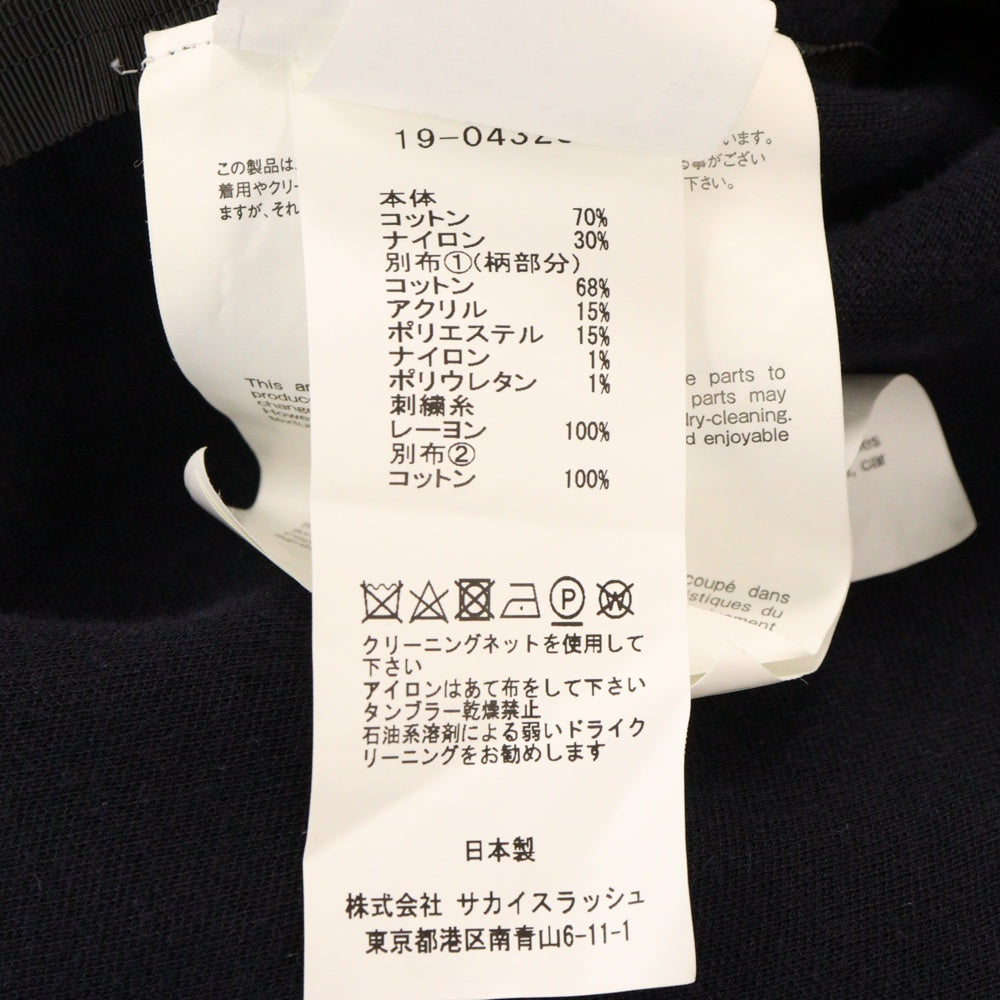 19-0432
この製品は
着用やクリー
ますが、それ
います。
事がござい
下さい。
本体
コットン 70%
ナイロン 30%
別布①(柄部分)
コットン 68%
アクリル 15%
ポリエステル 15%
ナイロン 1%
ポリウレタン 1%
刺繍糸
レーヨン 100%
別布②
コットン 100%
This
produc
change
Howe
textu
e parts to
parts may
dry-cleaning.
d enjoyable
car
coupé dans
istiques du
P
W
クリーニングネットを使用して
下さい
アイロンはあて布をして下さい
タンブラー乾燥禁止
石油系溶剤による弱いドライク
リーニングをお勧めします
日本製
株式会社 サカイスラッシュ
東京都港区南青山6-11-1